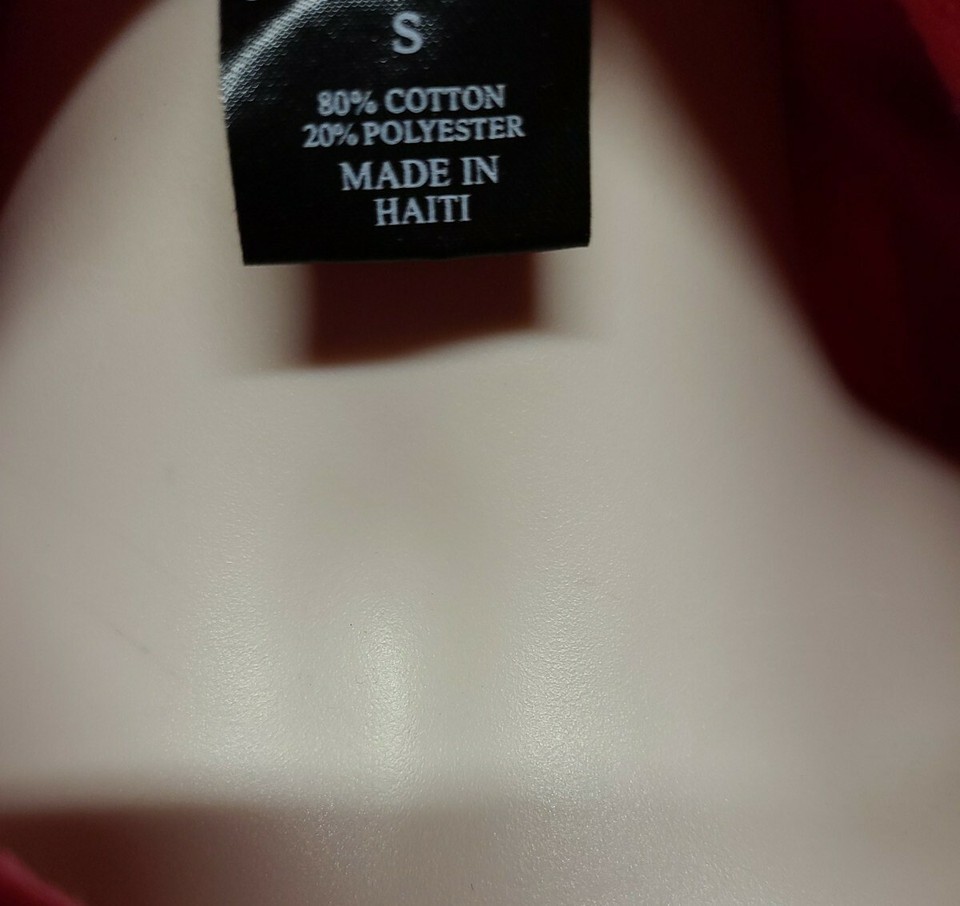 S
80% COTTON
20% POLYESTER
MADE IN
HAITI